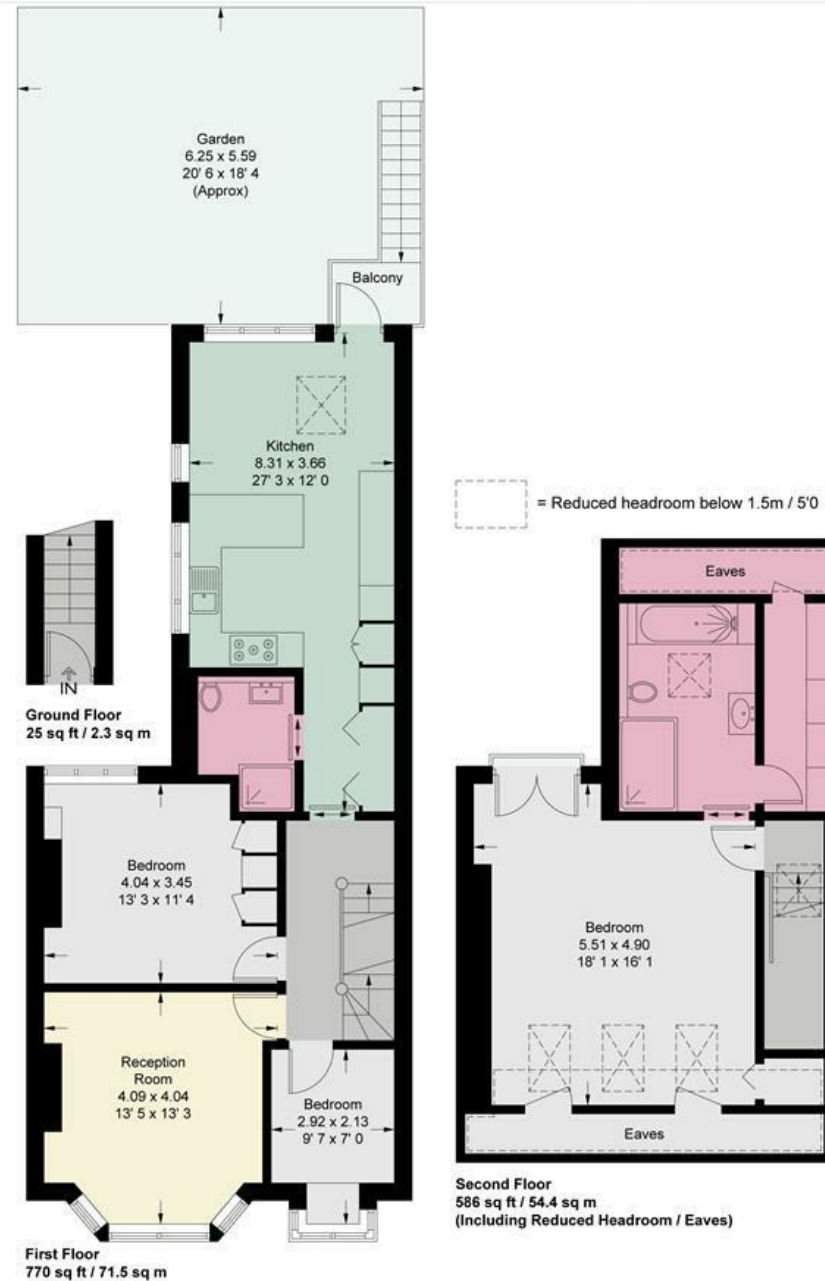 Garden
6.25 x 5.59
20' 6 x 18' 4
(Approx)
Balcony
Kitchen
8.31 x 3.66
27' 3 x 12' 0
= Reduced headroom below 1.5m / 5'0
Eaves
IN
Ground Floor
25 sq ft / 2.3 sq m
Bedroom
4.04 x 3.45
13' 3 x 11' 4
Bedroom
5.51 x 4.90
18' 1 x 16' 1
Reception
Room
4.09 x 4.04
13' 5 x 13' 3
Bedroom
2.92 x 2.13
9' 7 x 7' 0
Eaves
Second Floor
586 sq ft / 54.4 sq m
(Including Reduced Headroom / Eaves)
First Floor
770 sq ft / 71.5 sq m